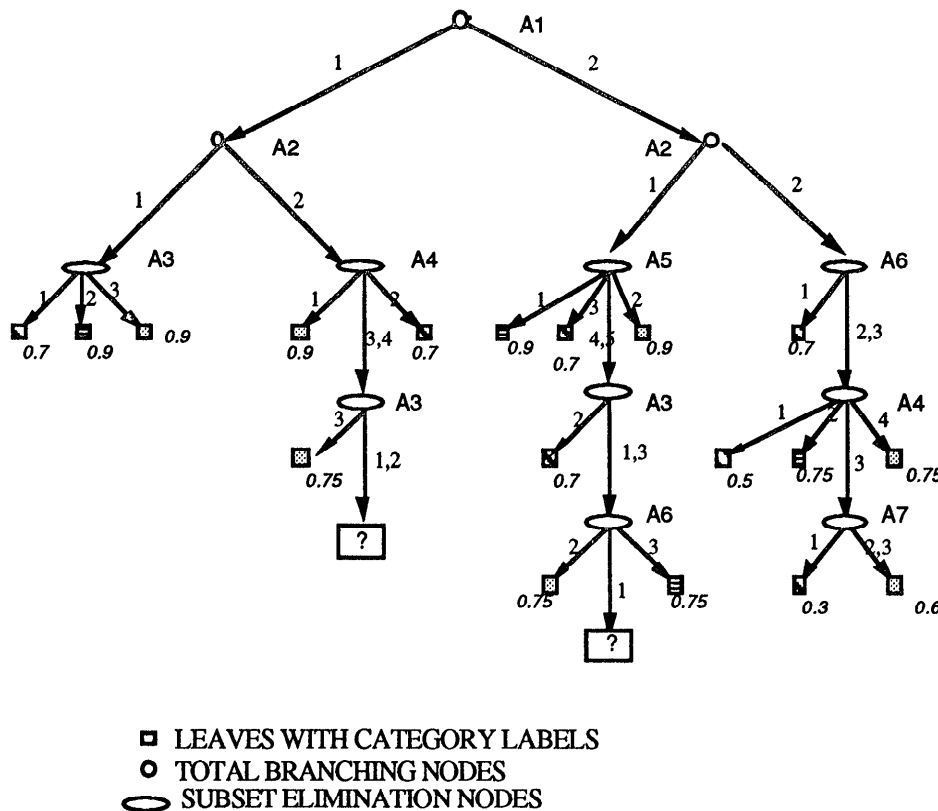 A1
1 2
A2 A2
1 2 1 2
A3 A4 A5 A6
1 2 3 1 2 1 3 2 1
0.7 0.9 0.9 0.9 3,4 0.7 0.9 0.7 4,5 0.9 0.7 2,3
A3 A3 A4
3 1,2 2 1,3 1 2 4
0.75 0.7 0.5 0.75 3 0.75
? A6 A7
2 3 1 2,3
0.75 1 0.75 0.3 0.6
?
LEAVES WITH CATEGORY LABELS
TOTAL BRANCHING NODES
SUBSET ELIMINATION NODES